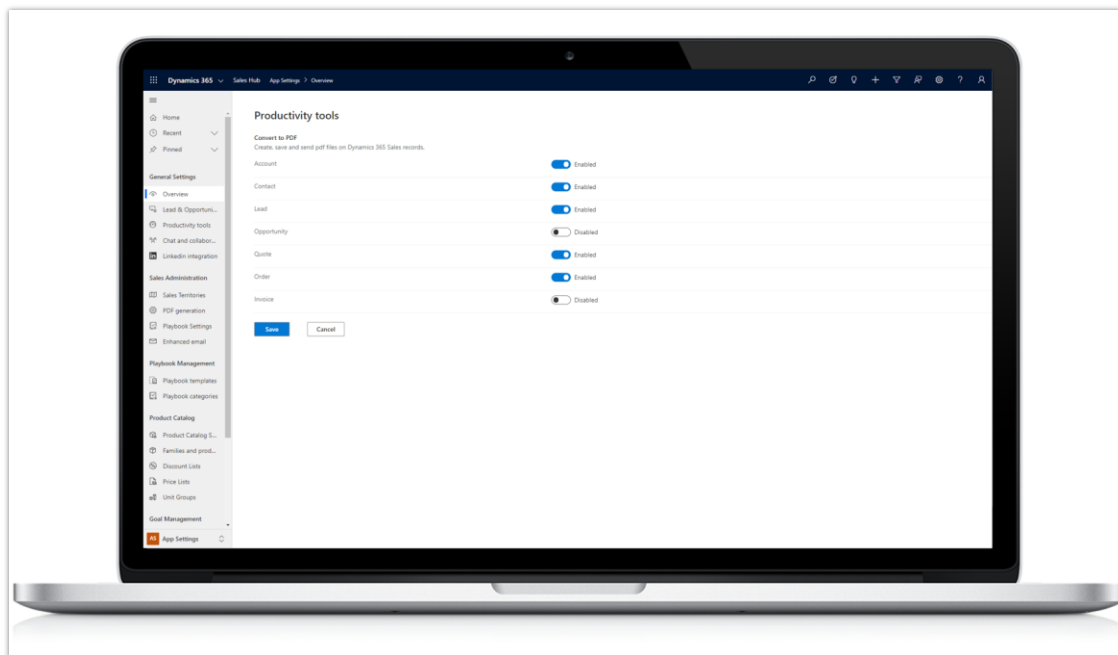 Dynamics 365 Sales Hub App Settings > Overview ?
Home
Recent
Pinned
General Settings
Overview
Lead & Opportuni...
Productivity tools
Chat and collabor...
LinkedIn integration
Sales Administration
Sales Territories
PDF generation
Playbook Settings
Enhanced email
Playbook Management
Playbook templates
Playbook categories
Product Catalog
Product Catalog S...
Families and prod...
Discount Lists
Price Lists
Unit Groups
Goal Management
AS App Settings
Productivity tools
Convert to PDF
Create, save and send pdf files on Dynamics 365 Sales records.
Account Enabled
Contact Enabled
Lead Enabled
Opportunity Disabled
Quote Enabled
Order Enabled
Invoice Disabled
Save Cancel